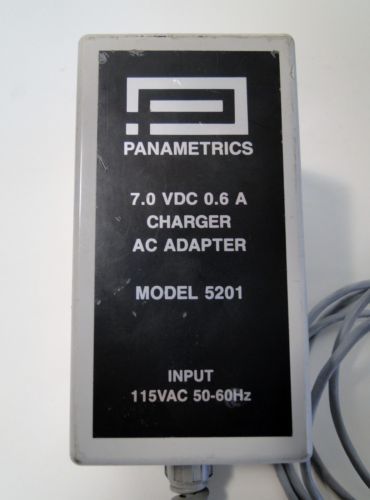 PANAMETRICS
7.0 VDC 0.6 A
CHARGER
AC ADAPTER
MODEL 5201
INPUT
115VAC 50-60Hz